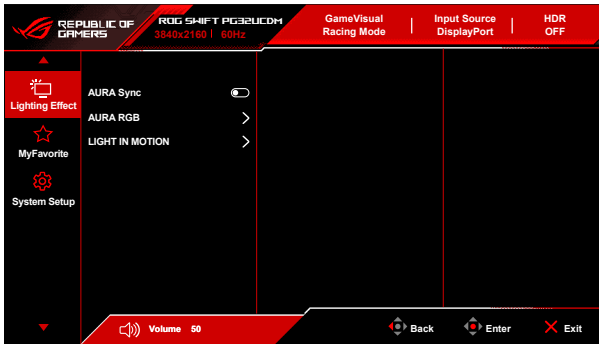 REPUBLIC OF
GAMERS
ROG SWIFT PG32UCDM
3840x2160 | 60Hz
GameVisual
Racing Mode
Input Source
DisplayPort
HDR
OFF
Lighting Effect
MyFavorite
System Setup
AURA Sync
AURA RGB
LIGHT IN MOTION
Volume 50
Back
Enter
Exit